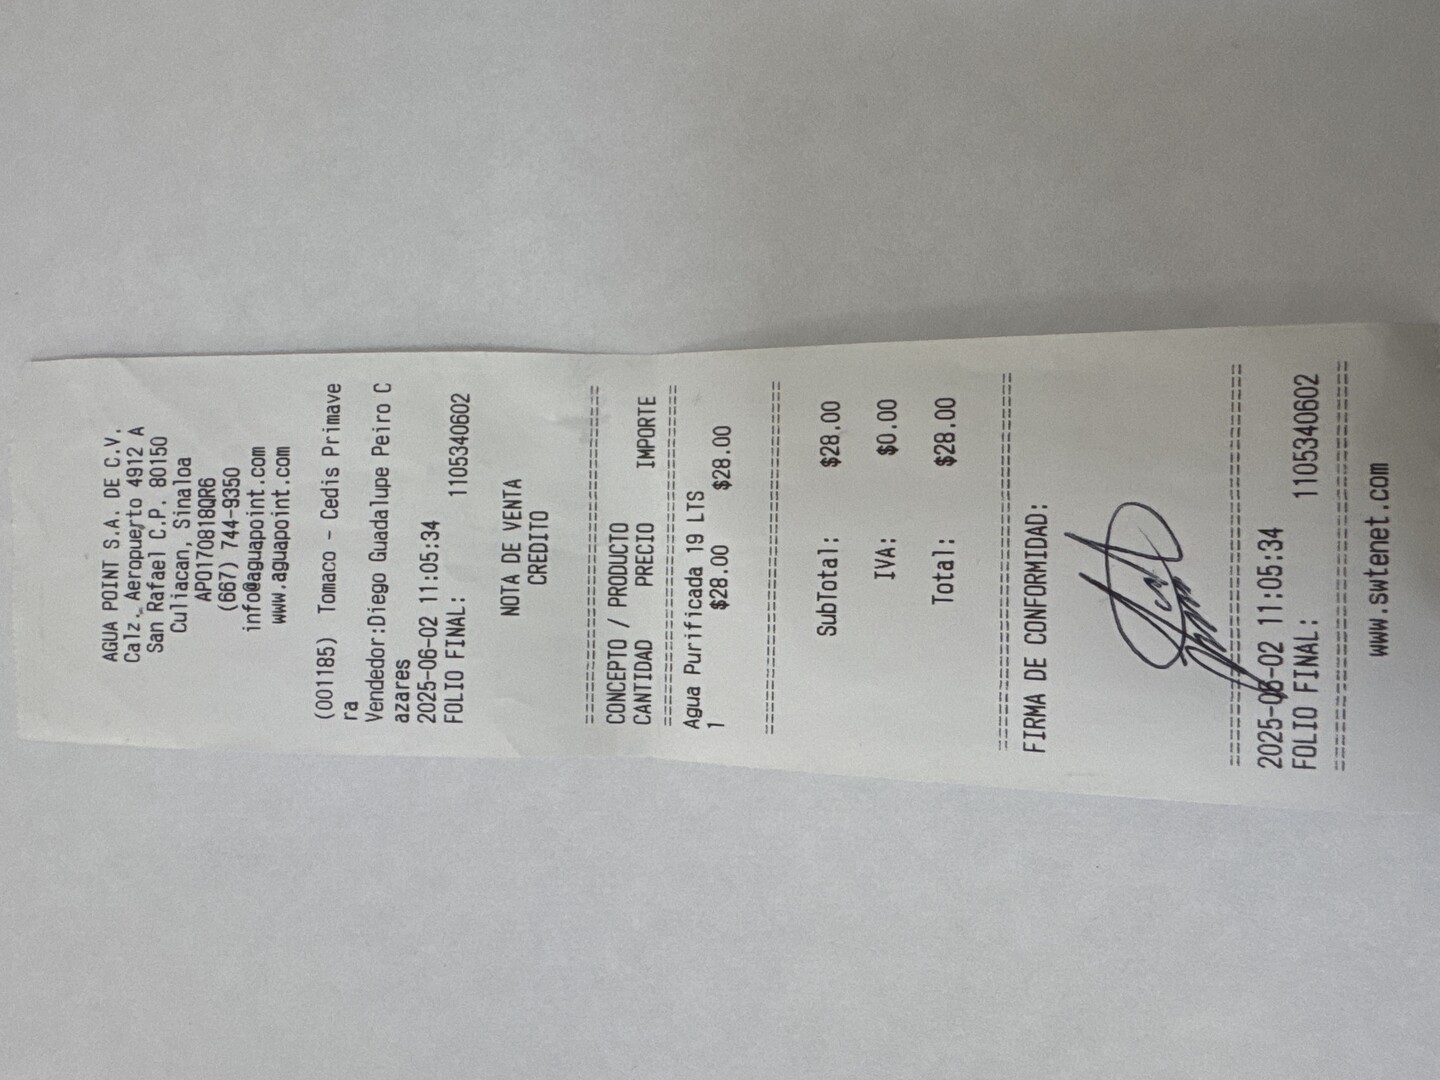 AGUA POINT S.A. DE C.V.
Calz. Aeropuerto 4912 A
San Rafael C.P. 80150
Culiacan, Sinaloa
APO170818QR6
(667) 744-9350
info@aguapoint.com
www.aguapoint.com
(001185) Tomaco - Cedis Primave
ra
Vendedor:Diego Guadalupe Peiro C
azares
2025-06-02 11:05:34
FOLIO FINAL: 1105340602
NOTA DE VENTA
CREDITO
================================
CONCEPTO / PRODUCTO
CANTIDAD PRECIO IMPORTE
================================
Agua Purificada 19 LTS
1 $28.00 $28.00
================================
SubTotal: $28.00
IVA: $0.00
Total: $28.00
================================
FIRMA DE CONFORMIDAD:
================================
2025-06-02 11:05:34
FOLIO FINAL: 1105340602
================================
www.swtenet.com